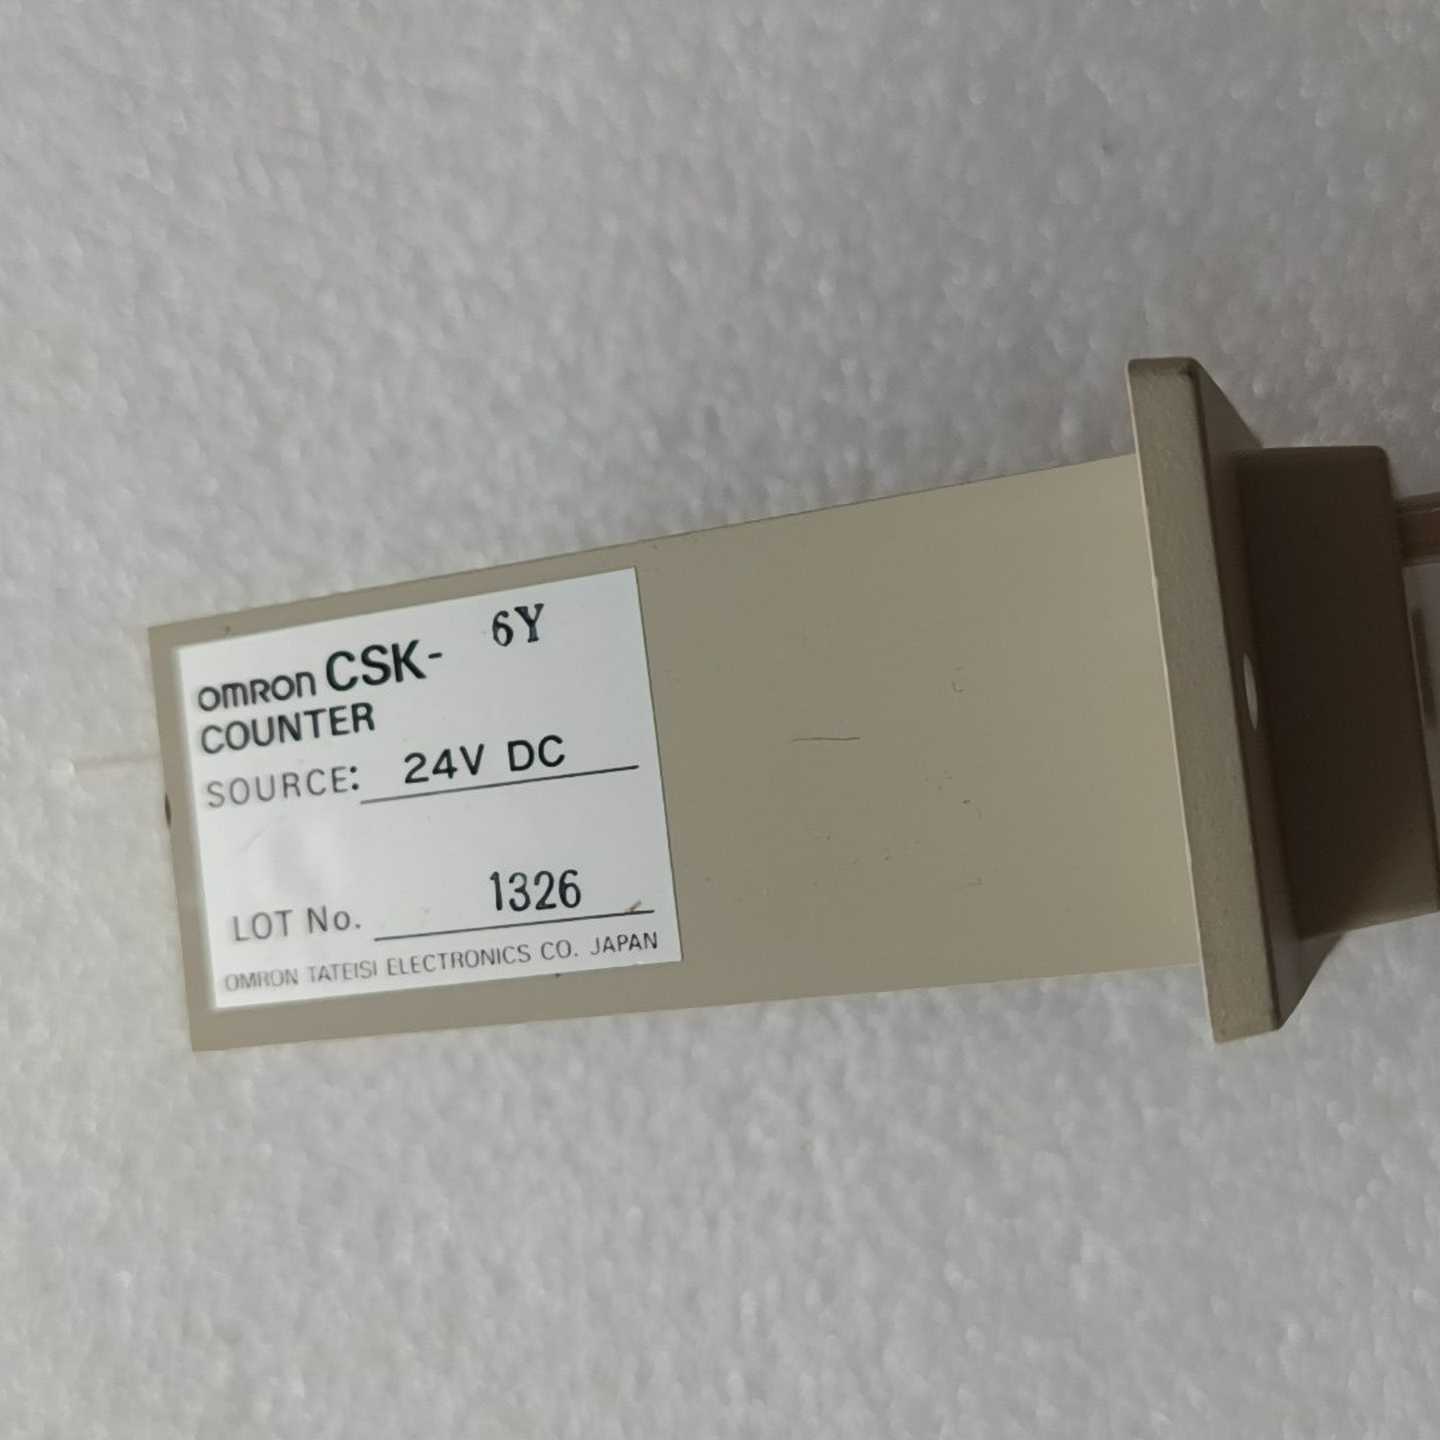 omron CSK- 6Y
COUNTER
SOURCE: 24V DC
LOT No. 1326
OMRON TATEISI ELECTRONICS CO. JAPAN